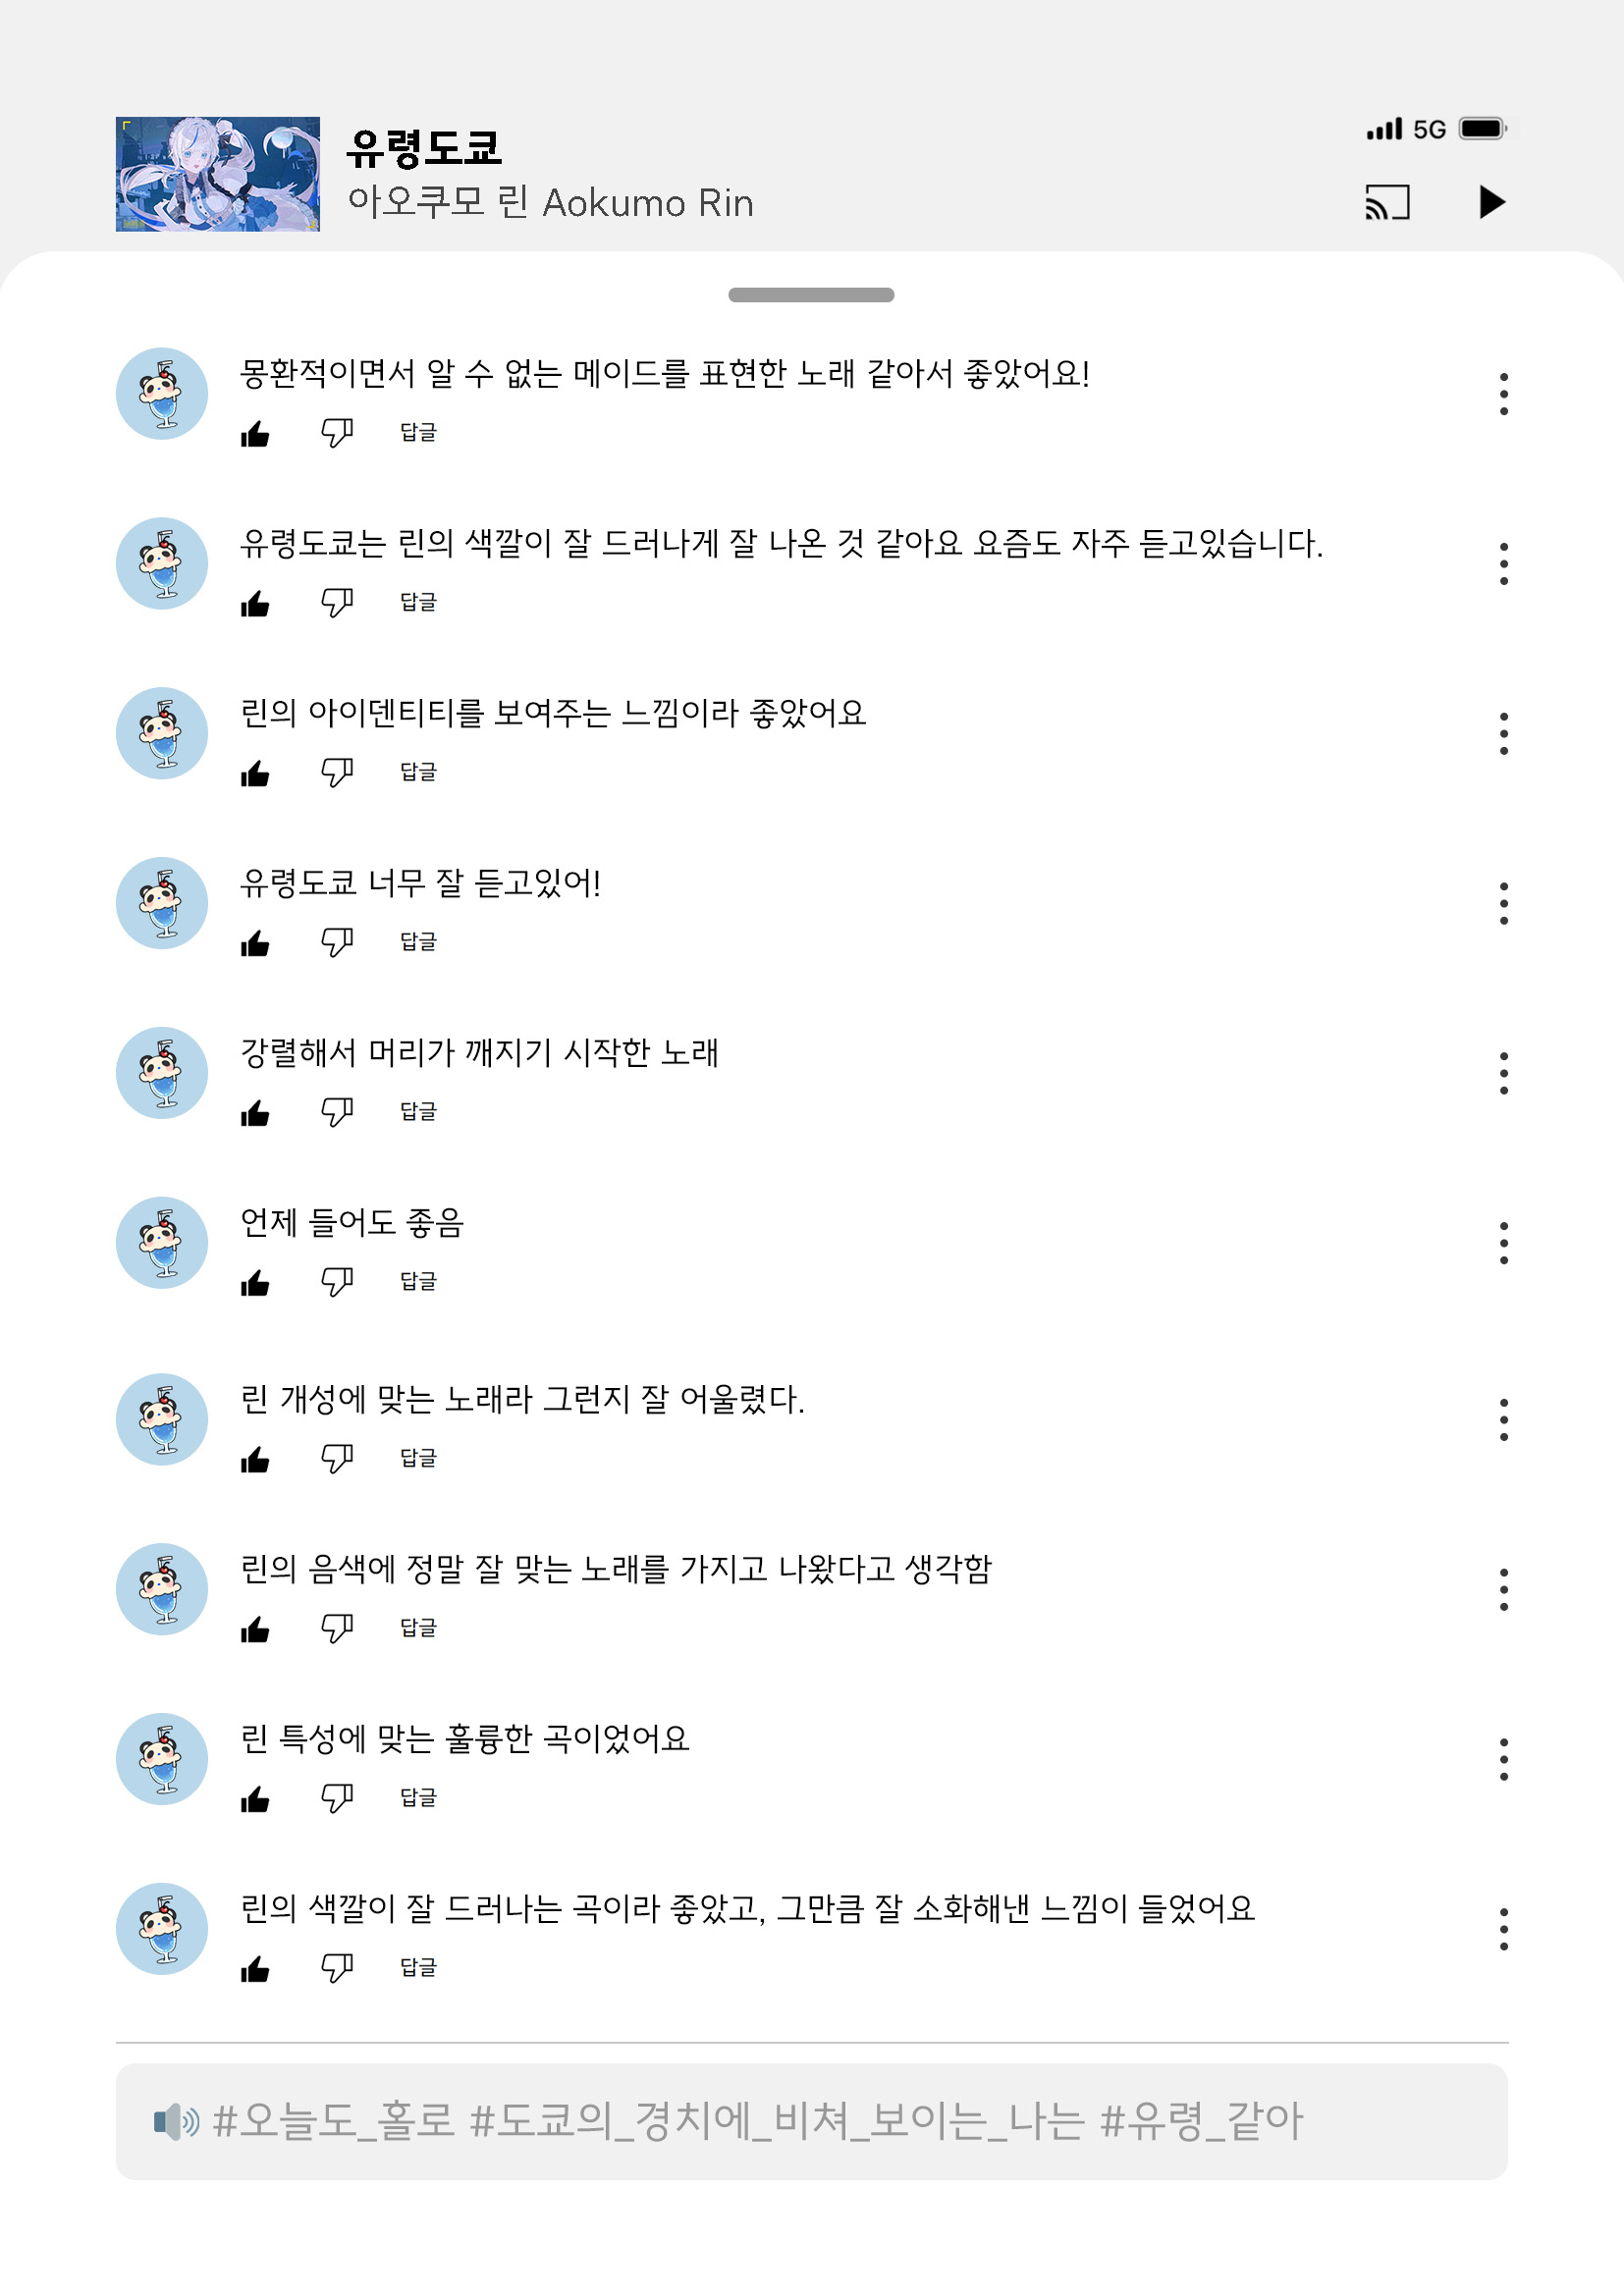 유령도쿄
아오쿠모 린 Aokumo Rin
5G
몽환적이면서 알 수 없는 메이드를 표현한 노래 같아서 좋았어요!
답글
유령도쿄는 린의 색깔이 잘 드러나게 잘 나온 것 같아요 요즘도 자주 듣고있습니다.
답글
린의 아이덴티티를 보여주는 느낌이라 좋았어요
답글
유령도쿄 너무 잘 듣고있어!
답글
강렬해서 머리가 깨지기 시작한 노래
답글
언제 들어도 좋음
답글
린 개성에 맞는 노래라 그런지 잘 어울렸다.
답글
린의 음색에 정말 잘 맞는 노래를 가지고 나왔다고 생각함
답글
린 특성에 맞는 훌륭한 곡이었어요
답글
린의 색깔이 잘 드러나는 곡이라 좋았고, 그만큼 잘 소화해낸 느낌이 들었어요
답글
#오늘도_홀로 #도쿄의_경치에_비쳐_보이는_나는 #유령_같아